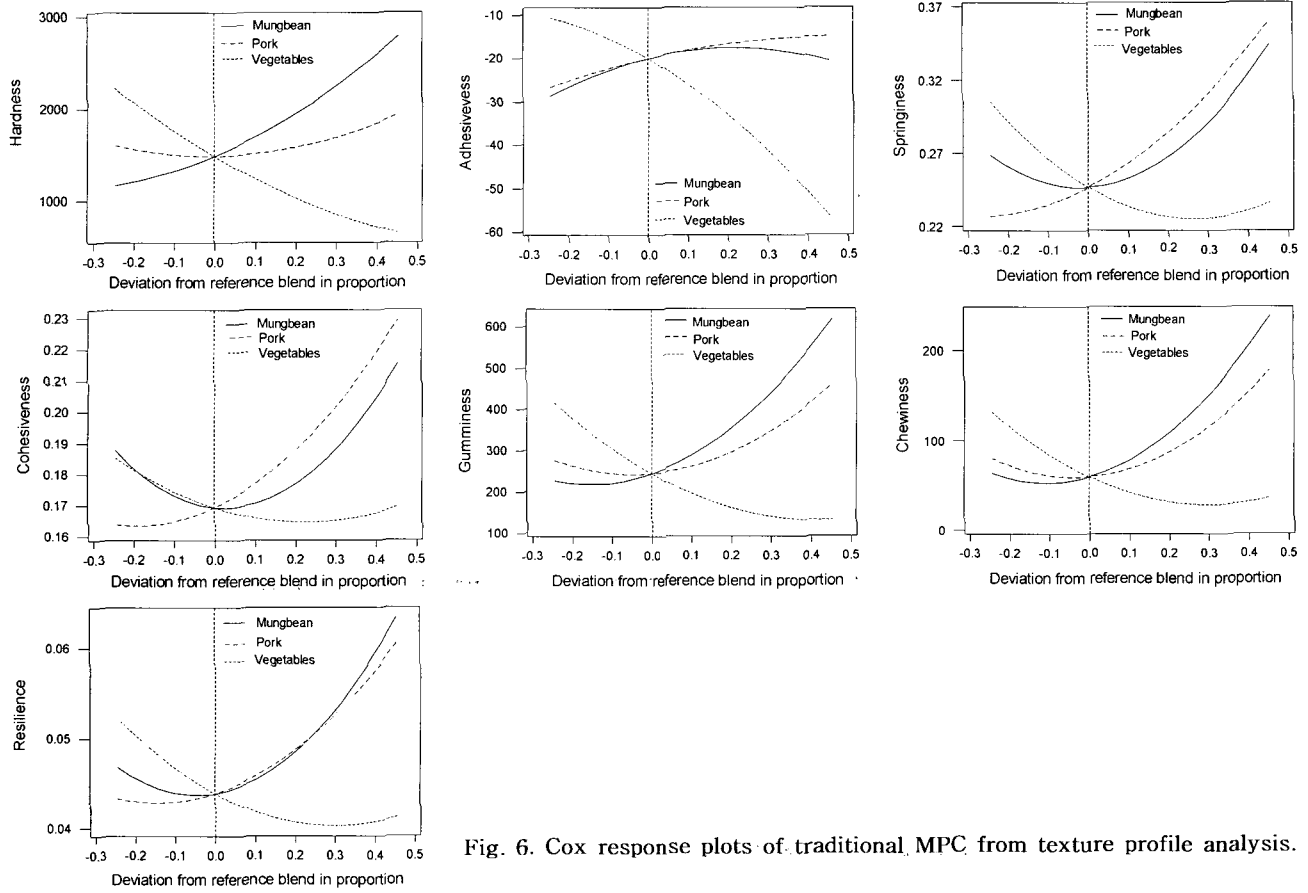 3000
2000
1000
Hardness
Mungbean
Pork
Vegetables
-0.3 -0.2 -0.1 0.0 0.1 0.2 0.3 0.4 0.5
Deviation from reference blend in proportion
-10
-20
-30
-40
-50
-60
Adhesivevess
Mungbean
Pork
Vegetables
-0.3 -0.2 -0.1 0.0 0.1 0.2 0.3 0.4 0.5
Deviation from reference blend in proportion
0.37
0.32
0.27
0.22
Springiness
Mungbean
Pork
Vegetables
-0.3 -0.2 -0.1 0.0 0.1 0.2 0.3 0.4 0.5
Deviation from reference blend in proportion
0.23
0.22
0.21
0.20
0.19
0.18
0.17
0.16
Cohesiveness
Mungbean
Pork
Vegetables
-0.3 -0.2 -0.1 0.0 0.1 0.2 0.3 0.4 0.5
Deviation from reference blend in proportion
600
500
400
300
200
100
Gumminess
Mungbean
Pork
Vegetables
-0.3 -0.2 -0.1 0.0 0.1 0.2 0.3 0.4 0.5
Deviation from reference blend in proportion
200
100
0
Chewiness
Mungbean
Pork
Vegetables
-0.3 -0.2 -0.1 0.0 0.1 0.2 0.3 0.4 0.5
Deviation from reference blend in proportion
0.06
0.05
0.04
Resilience
Mungbean
Pork
Vegetables
-0.3 -0.2 -0.1 0.0 0.1 0.2 0.3 0.4 0.5
Deviation from reference blend in proportion
Fig. 6. Cox response plots of traditional MPC from texture profile analysis.